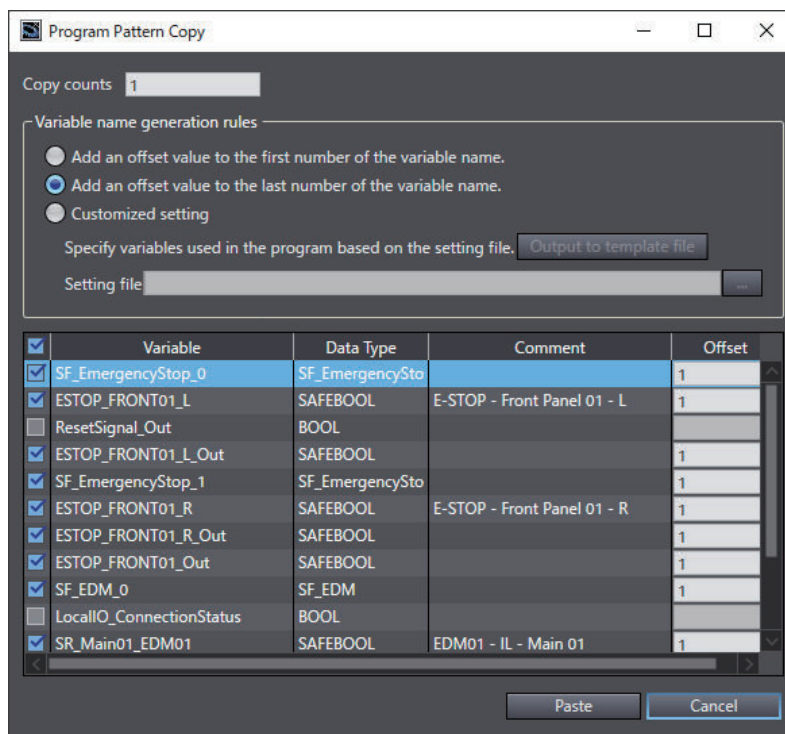 Program Pattern Copy
Copy counts 1
Variable name generation rules
Add an offset value to the first number of the variable name.
Add an offset value to the last number of the variable name.
Customized setting
Specify variables used in the program based on the setting file. Output to template file
Setting file ...
Variable Data Type Comment Offset
SF_EmergencyStop_0 SF_EmergencySto 1
ESTOP_FRONT01_L SAFEBOOL E-STOP - Front Panel 01 - L 1
ResetSignal_Out BOOL
ESTOP_FRONT01_L_Out SAFEBOOL 1
SF_EmergencyStop_1 SF_EmergencySto 1
ESTOP_FRONT01_R SAFEBOOL E-STOP - Front Panel 01 - R 1
ESTOP_FRONT01_R_Out SAFEBOOL 1
ESTOP_FRONT01_Out SAFEBOOL 1
SF_EDM_0 SF_EDM 1
LocalIO_ConnectionStatus BOOL
SR_Main01_EDM01 SAFEBOOL EDM01 - IL - Main 01 1
Paste Cancel